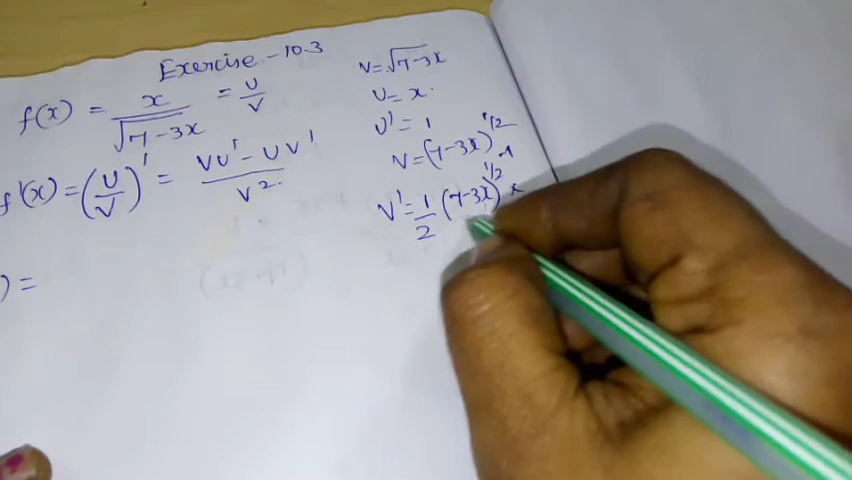 Exercise - 10.3
f(x) = x / √7-3x = U/V
f'(x) = (U/V)' = VU' - UV' / V².
) =
V = √7-3x
U = x.
U' = 1
V = (7-3x)^1/2
V' = 1/2 (7-3x)^1/2 -1 ×